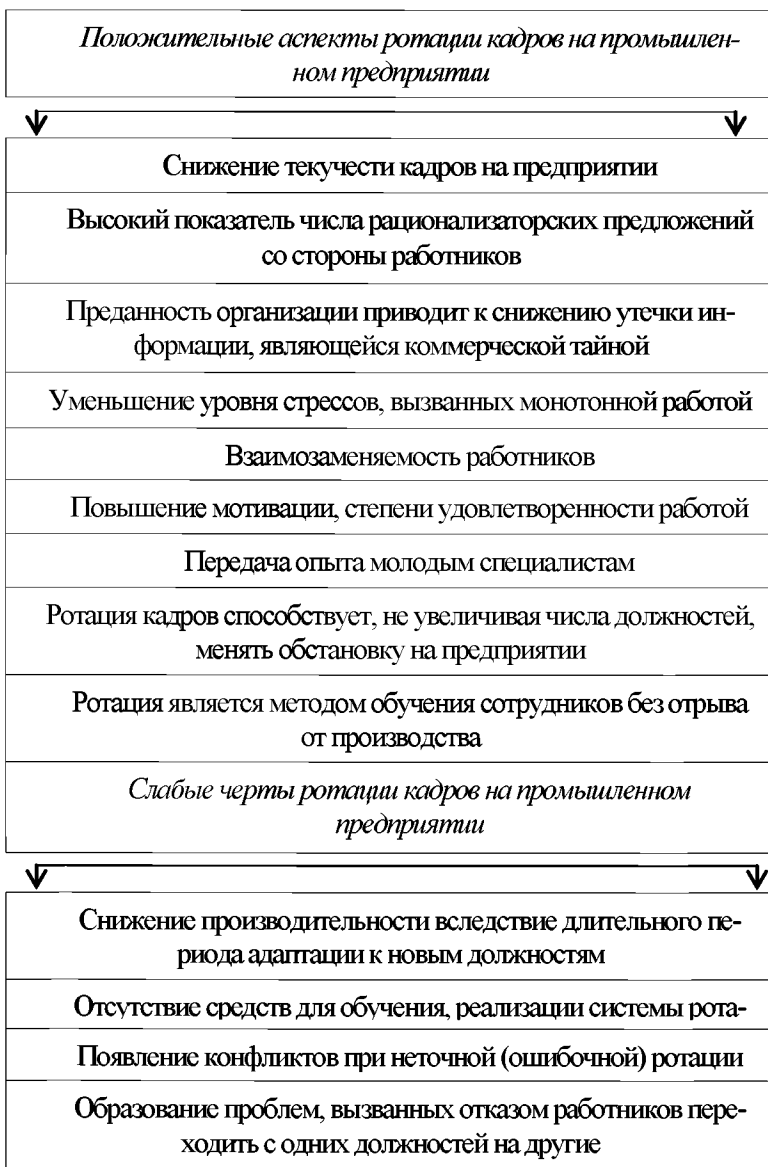 Положительные аспекты ротации кадров на промышлен-
ном предприятии
Снижение текучести кадров на предприятии
Высокий показатель числа рационализаторских предложений
со стороны работников
Преданность организации приводит к снижению утечки ин-
формации, являющейся коммерческой тайной
Уменьшение уровня стрессов, вызванных монотонной работой
Взаимозаменяемость работников
Повышение мотивации, степени удовлетворенности работой
Передача опыта молодым специалистам
Ротация кадров способствует, не увеличивая числа должностей,
менять обстановку на предприятии
Ротация является методом обучения сотрудников без отрыва
от производства
Слабые черты ротации кадров на промышленном
предприятии
Снижение производительности вследствие длительного пе-
риода адаптации к новым должностям
Отсутствие средств для обучения, реализации системы рота-
Появление конфликтов при неточной (ошибочной) ротации
Образование проблем, вызванных отказом работников пере-
ходить с одних должностей на другие